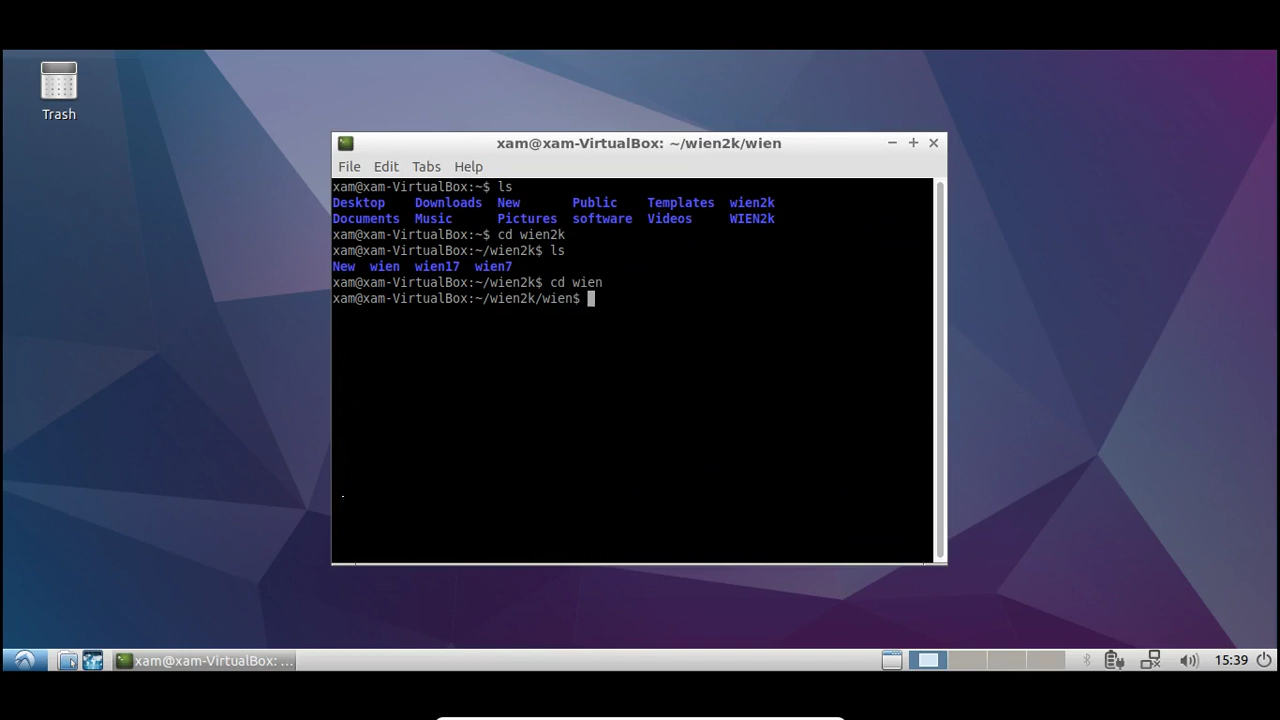 Trash
xam@xam-VirtualBox: ~/wien2k/wien
File Edit Tabs Help
xam@xam-VirtualBox:~$ ls
Desktop Downloads New Public Templates wien2k
Documents Music Pictures software Videos WIEN2k
xam@xam-VirtualBox:~$ cd wien2k
xam@xam-VirtualBox:~/wien2k$ ls
New wien wien17 wien7
xam@xam-VirtualBox:~/wien2k$ cd wien
xam@xam-VirtualBox:~/wien2k/wien$
xam@xam-VirtualBox: ...
15:39